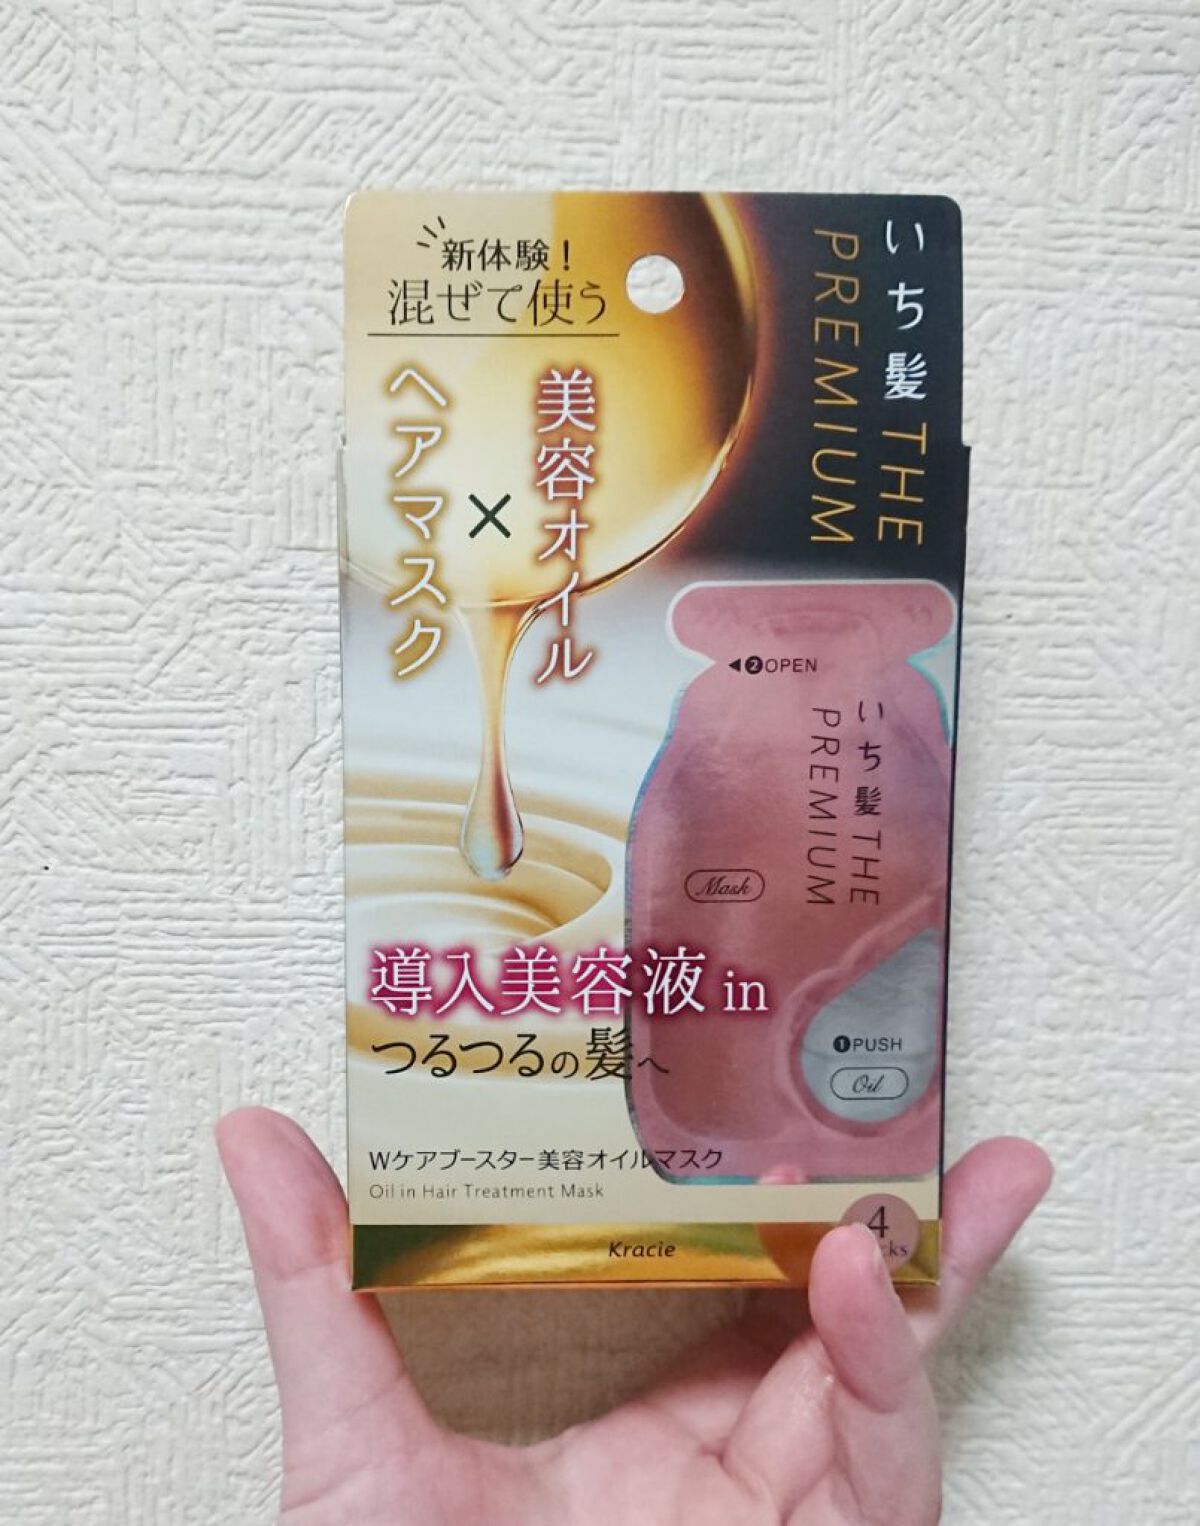 新体験!
混ぜて使う
美容オイル
×
ヘアマスク
いち髪 THE
PREMIUM
◀❷OPEN
いち髪 THE
PREMIUM
Mask
❶PUSH
Oil
導入美容液 in
つるつるの髪へ
Wケアブースター美容オイルマスク
Oil in Hair Treatment Mask
Kracie
4